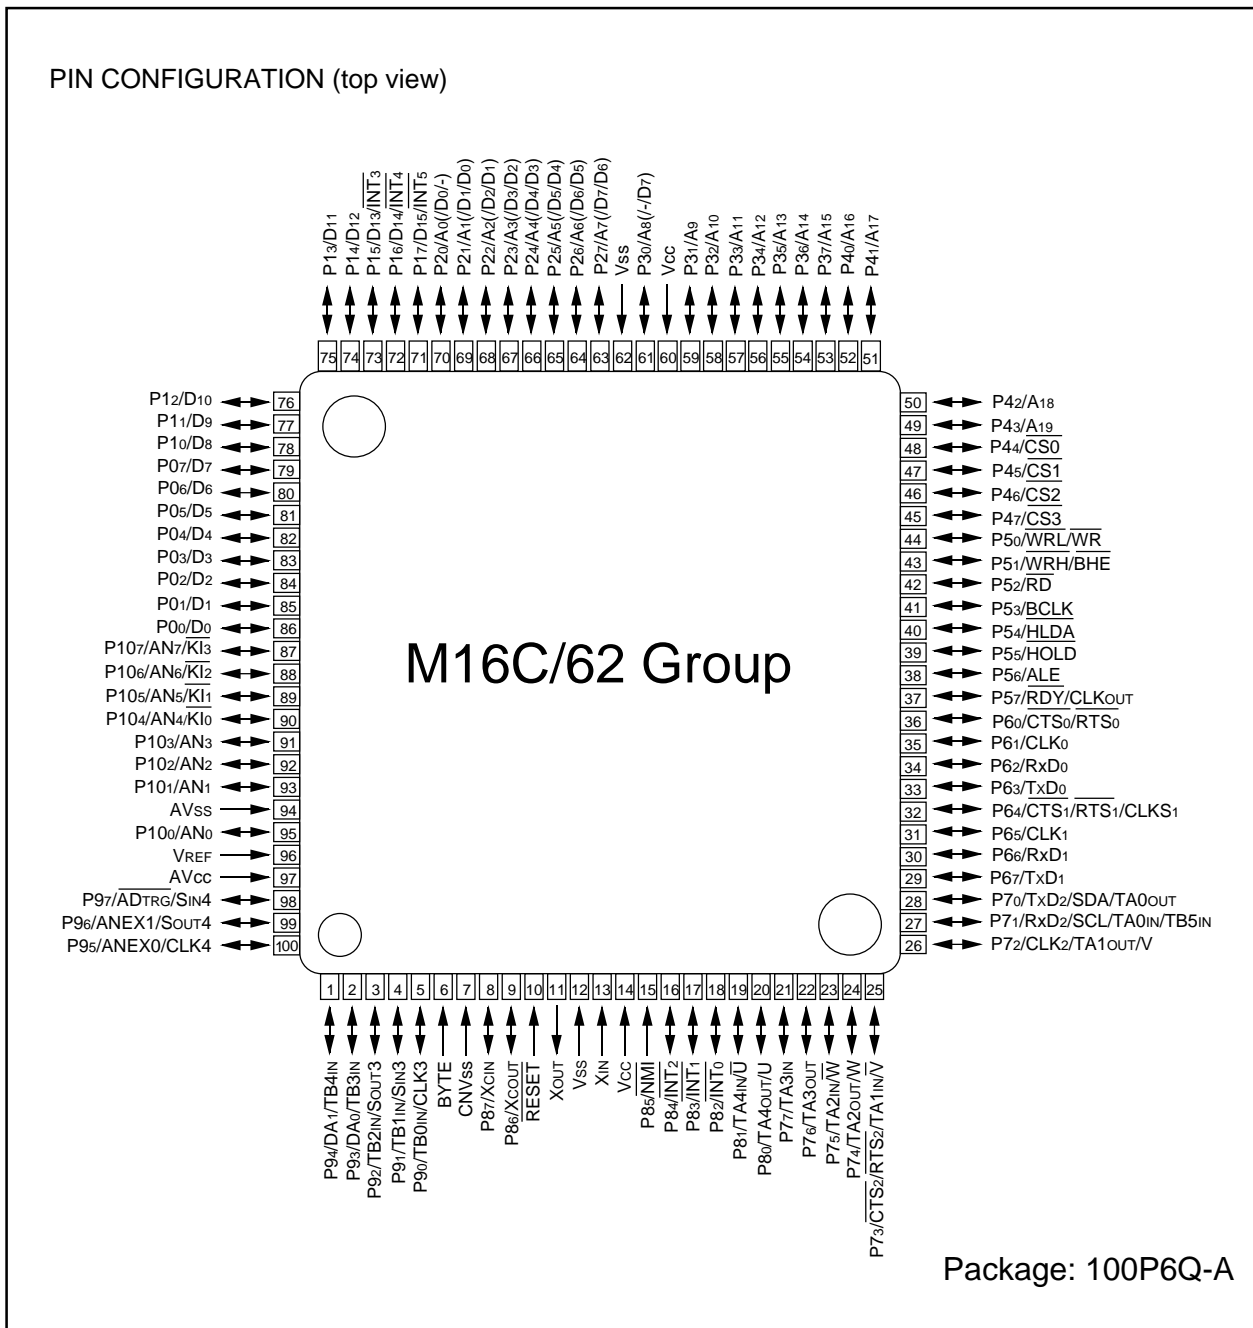 PIN CONFIGURATION (top view)
P13/D11
P14/D12
P15/D13/INT3
P16/D14/INT4
P17/D15/INT5
P20/A0(/D0/-)
P21/A1(/D1/D0)
P22/A2(/D2/D1)
P23/A3(/D3/D2)
P24/A4(/D4/D3)
P25/A5(/D5/D4)
P26/A6(/D6/D5)
P27/A7(/D7/D6)
Vss
P30/A8(/-/D7)
Vcc
P31/A9
P32/A10
P33/A11
P34/A12
P35/A13
P36/A14
P37/A15
P40/A16
P41/A17
75 74 73 72 71 70 69 68 67 66 65 64 63 62 61 60 59 58 57 56 55 54 53 52 51
P12/D10 76
P11/D9 77
P10/D8 78
P07/D7 79
P06/D6 80
P05/D5 81
P04/D4 82
P03/D3 83
P02/D2 84
P01/D1 85
P00/D0 86
P107/AN7/KI3 87
P106/AN6/KI2 88
P105/AN5/KI1 89
P104/AN4/KI0 90
P103/AN3 91
P102/AN2 92
P101/AN1 93
AVss 94
P100/AN0 95
VREF 96
AVcc 97
P97/ADTRG/SIN4 98
P96/ANEX1/SOUT4 99
P95/ANEX0/CLK4 100
M16C/62 Group
50 P42/A18
49 P43/A19
48 P44/CS0
47 P45/CS1
46 P46/CS2
45 P47/CS3
44 P50/WRL/WR
43 P51/WRH/BHE
42 P52/RD
41 P53/BCLK
40 P54/HLDA
39 P55/HOLD
38 P56/ALE
37 P57/RDY/CLKOUT
36 P60/CTS0/RTS0
35 P61/CLK0
34 P62/RxD0
33 P63/TxD0
32 P64/CTS1/RTS1/CLKS1
31 P65/CLK1
30 P66/RxD1
29 P67/TxD1
28 P70/TxD2/SDA/TA0OUT
27 P71/RxD2/SCL/TA0IN/TB5IN
26 P72/CLK2/TA1OUT/V
1 2 3 4 5 6 7 8 9 10 11 12 13 14 15 16 17 18 19 20 21 22 23 24 25
P94/DA1/TB4IN
P93/DA0/TB3IN
P92/TB2IN/SOUT3
P91/TB1IN/SIN3
P90/TB0IN/CLK3
BYTE
CNVss
P87/XCIN
P86/XCOUT
RESET
XOUT
Vss
XIN
Vcc
P85/NMI
P84/INT2
P83/INT1
P82/INT0
P81/TA4IN/U
P80/TA4OUT/U
P77/TA3IN
P76/TA3OUT
P75/TA2IN/W
P74/TA2OUT/W
P73/CTS2/RTS2/TA1IN/V
Package: 100P6Q-A